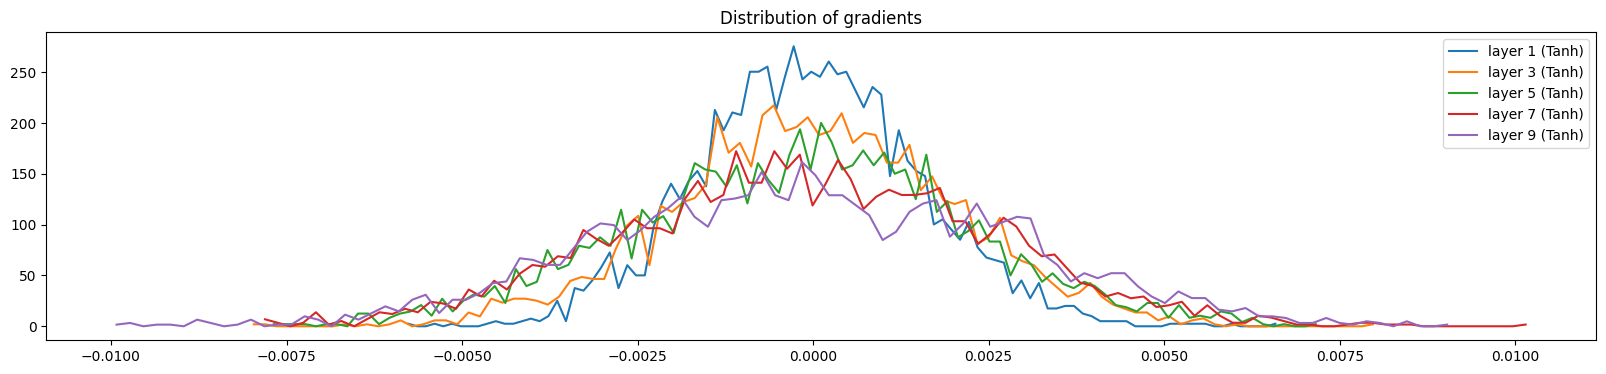 Distribution of gradients
layer 1 (Tanh)
layer 3 (Tanh)
layer 5 (Tanh)
layer 7 (Tanh)
layer 9 (Tanh)
250
200
150
100
50
0
−0.0100 −0.0075 −0.0050 −0.0025 0.0000 0.0025 0.0050 0.0075 0.0100